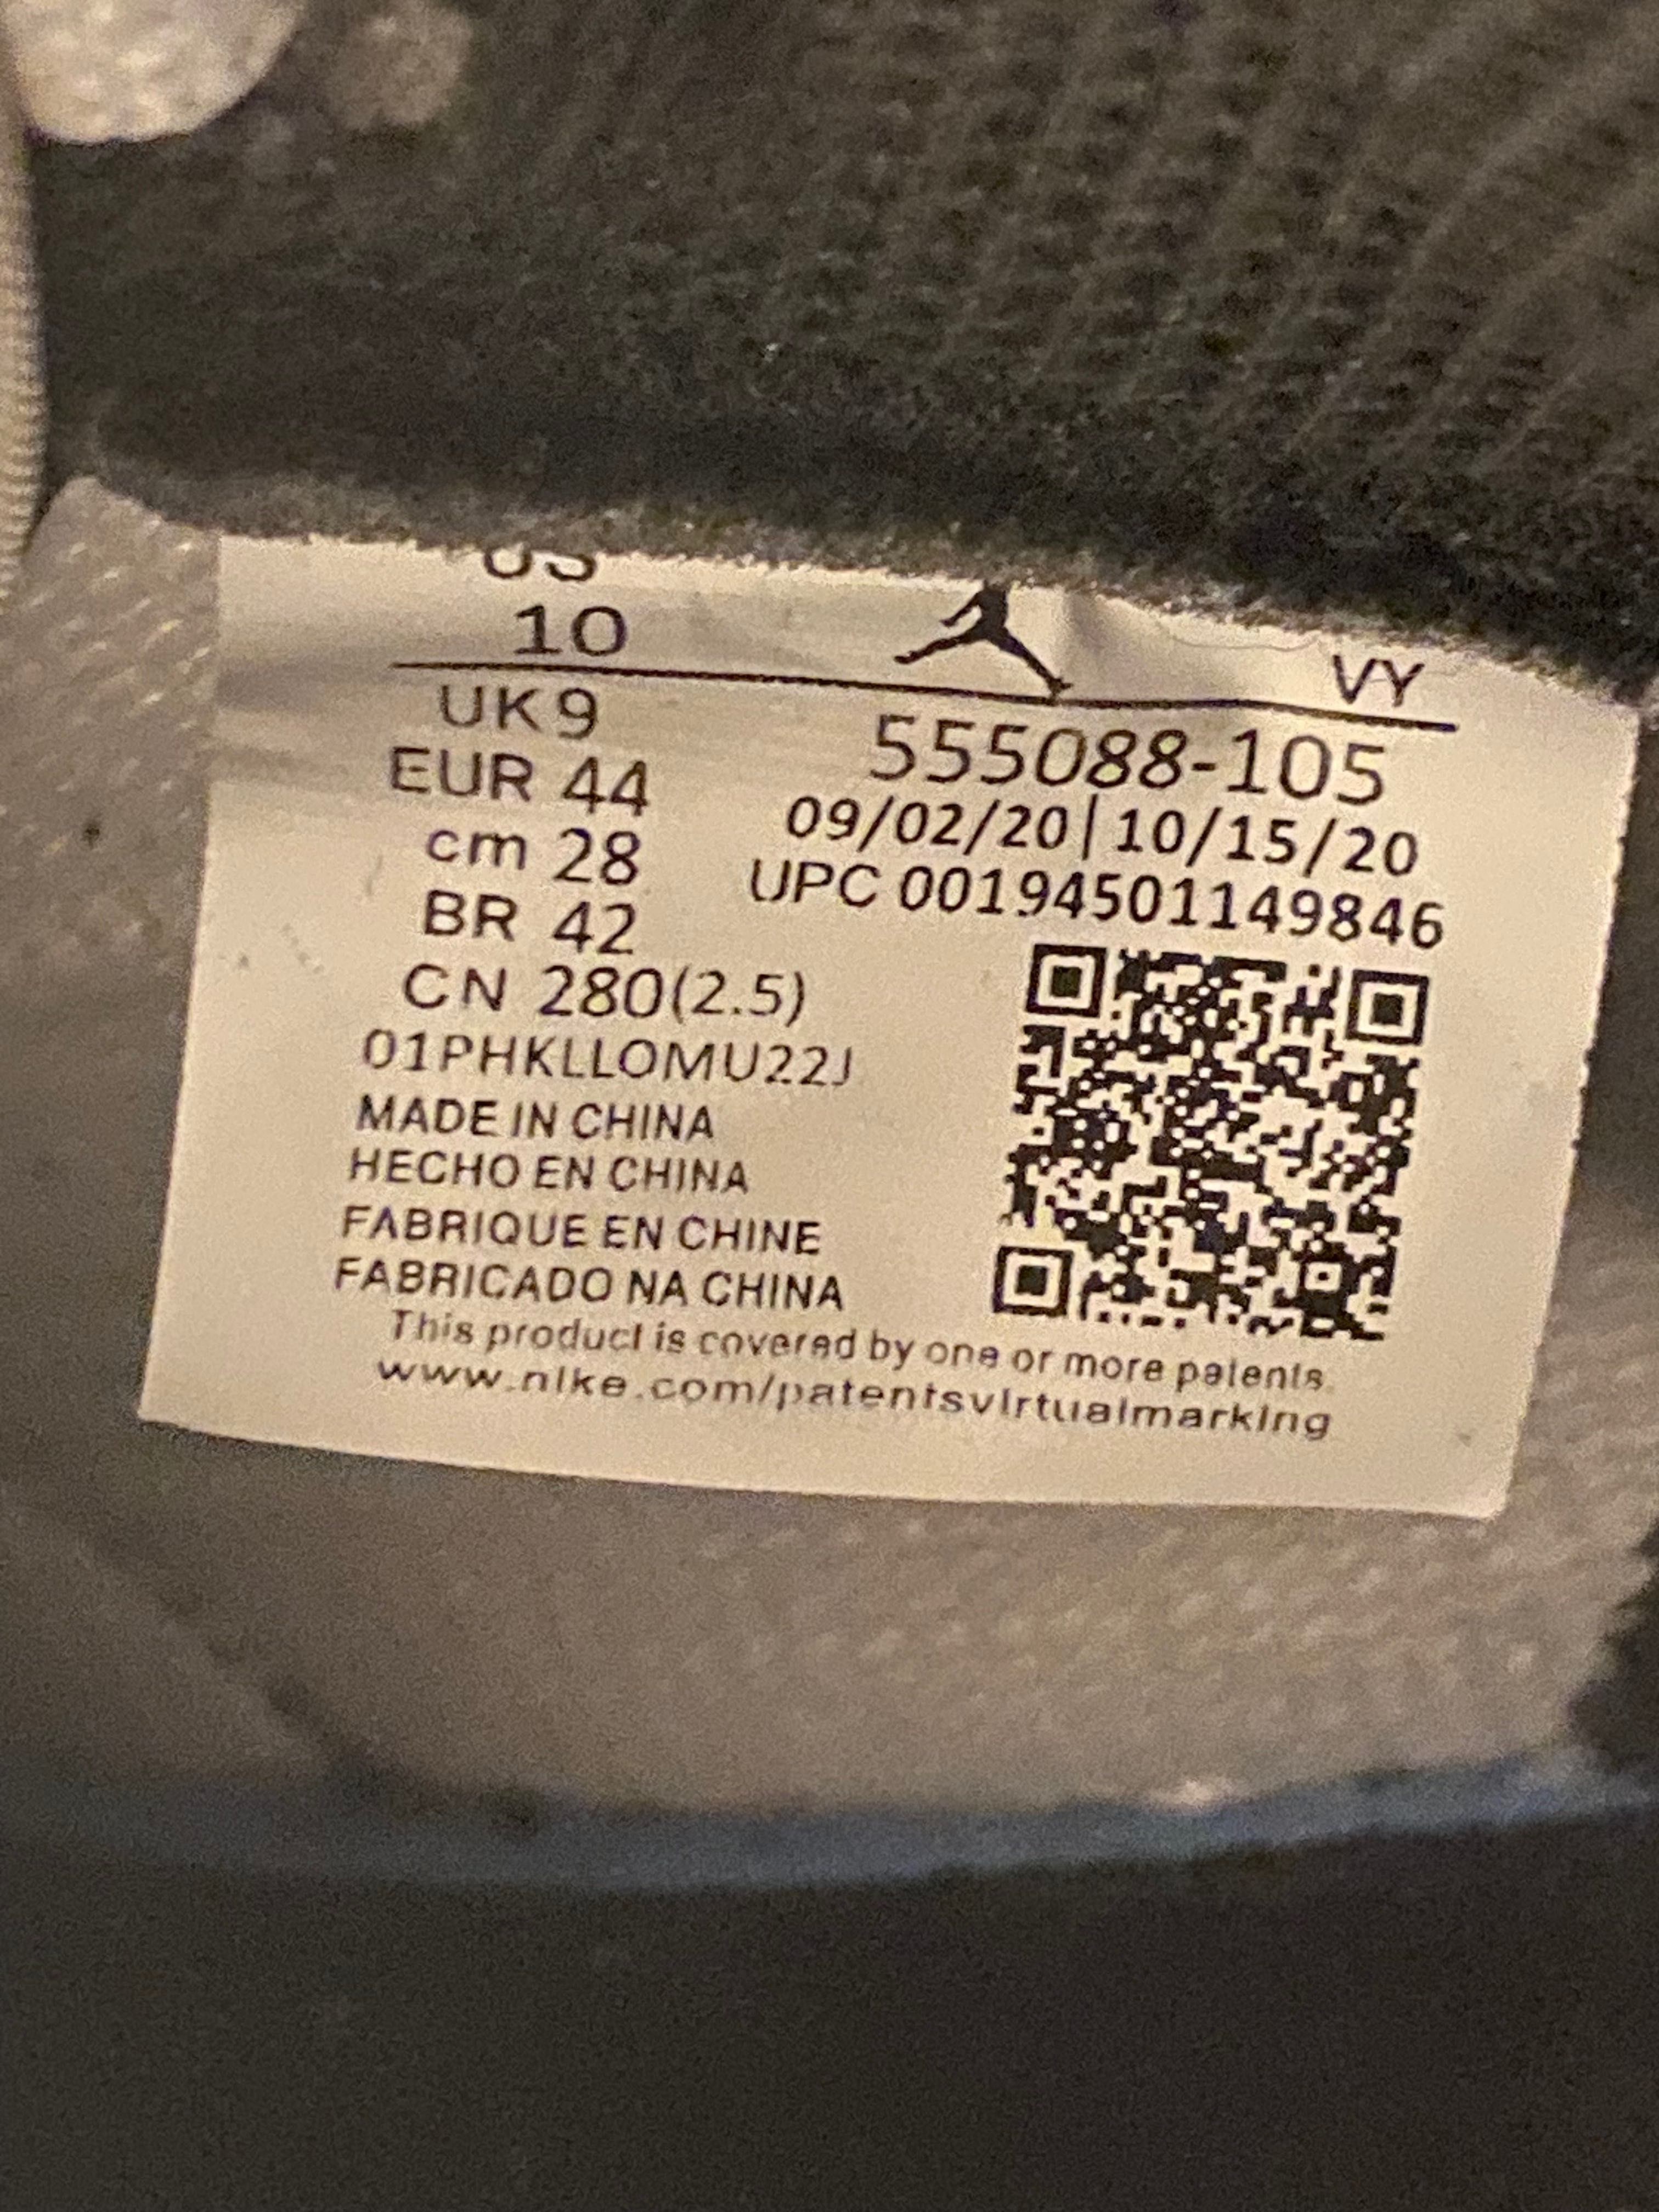 US
10
VY
UK 9
555088-105
EUR 44
09/02/20|10/15/20
cm 28
UPC 00194501149846
BR 42
CN 280(2.5)
01PHKLLOMU22J
MADE IN CHINA
HECHO EN CHINA
FABRIQUE EN CHINE
FABRICADO NA CHINA
This product is covered by one or more patents.
www.nike.com/patentsvirtualmarking